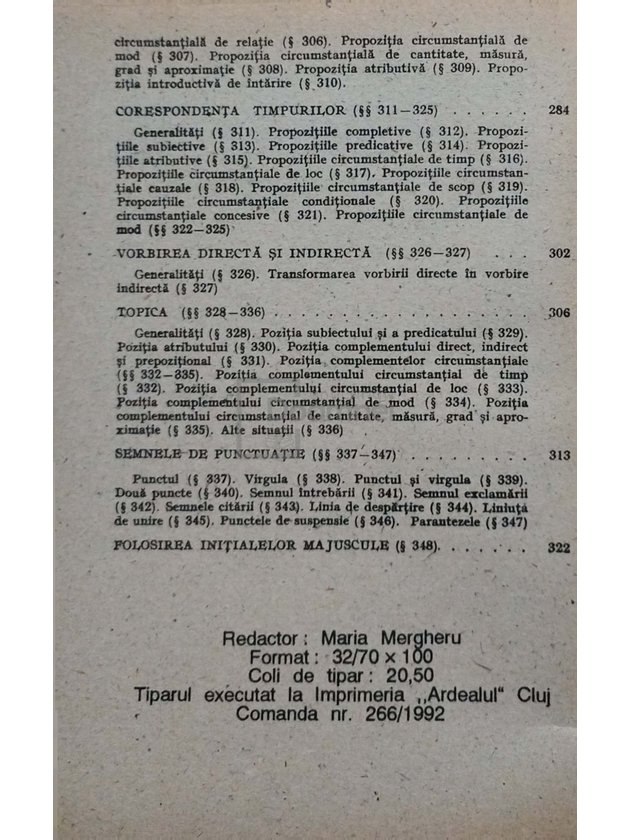 circumstanțială de relație (§ 306). Propoziția circumstanțială de
mod (§ 307). Propoziția circumstanțială de cantitate, măsură,
grad și aproximație (§ 308). Propoziția atributivă (§ 309). Propo-
ziția introductivă de întărire (§ 310).
CORESPONDENȚA TIMPURILOR (§§ 311—325) . . . . . . 284
Generalități (§ 311). Propozițiile completive (§ 312). Propozi-
țiile subiective (§ 313). Propozițiile predicative (§ 314). Propozi-
țiile atributive (§ 315). Propozițiile circumstanțiale de timp (§ 316).
Propozițiile circumstanțiale de loc (§ 317). Propozițiile circumstan-
țiale cauzale (§ 318). Propozițiile circumstanțiale de scop (§ 319).
Propozițiile circumstanțiale condiționale (§ 320). Propozițiile
circumstanțiale concesive (§ 321). Propozițiile circumstanțiale de
mod (§§ 322—325)
VORBIREA DIRECTĂ ȘI INDIRECTĂ (§§ 326—327) . . . 302
Generalități (§ 326). Transformarea vorbirii directe în vorbire
indirectă (§ 327)
TOPICA (§§ 328—336) . . . . . . . . . . . . . . . . . . 306
Generalități (§ 328). Poziția subiectului și a predicatului (§ 329).
Poziția atributului (§ 330). Poziția complementului direct, indirect
și prepozițional (§ 331). Poziția complementelor circumstanțiale
(§§ 332—335). Poziția complementului circumstanțial de timp
(§ 332). Poziția complementului circumstanțial de loc (§ 333).
Poziția complementului circumstanțial de mod (§ 334). Poziția
complementului circumstanțial de cantitate, măsură, grad și apro-
ximație (§ 335). Alte situații (§ 336)
SEMNELE DE PUNCTUAȚIE (§§ 337—347) . . . . . . . . . 313
Punctul (§ 337). Virgula (§ 338). Punctul și virgula (§ 339).
Două puncte (§ 340). Semnul întrebării (§ 341). Semnul exclamării
(§ 342). Semnele citării (§ 343). Linia de despărțire (§ 344). Liniuța
de unire (§ 345). Punctele de suspensie (§ 346). Parantezele (§ 347)
FOLOSIREA INIȚIALELOR MAJUSCULE (§ 348). . . . . . . 322
Redactor : Maria Mergheru
Format : 32/70 × 100
Coli de tipar : 20,50
Tiparul executat la Imprimeria ,,Ardealul" Cluj
Comanda nr. 266/1992